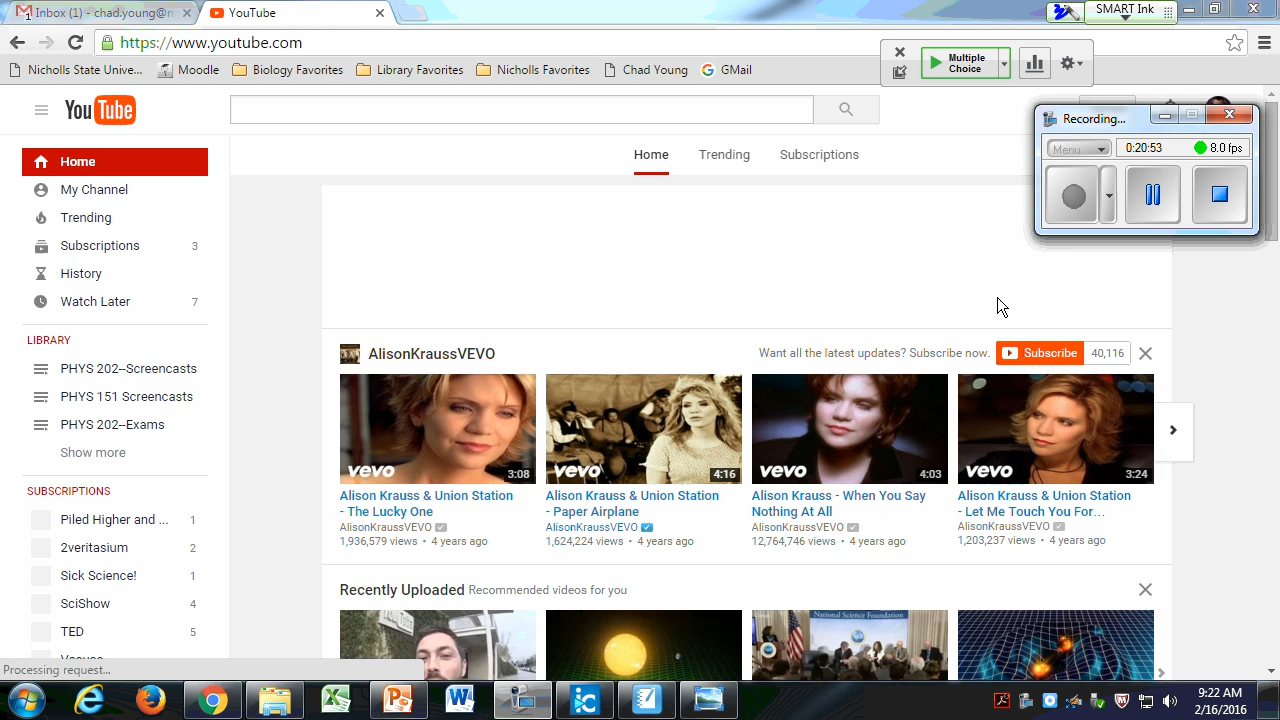 Inbox (1) - chad.young@n
YouTube
SMART Ink
https://www.youtube.com
Nicholls State Unive...
Moodle
Biology Favorites
Library Favorites
Nicholls Favorites
Chad Young
GMail
Multiple
Choice
YouTube
Recording...
Menu
0:20:53
8.0 fps
Home
Trending
Subscriptions
Home
My Channel
Trending
Subscriptions 3
History
Watch Later 7
LIBRARY
PHYS 202--Screencasts
PHYS 151 Screencasts
PHYS 202--Exams
Show more
SUBSCRIPTIONS
Piled Higher and ... 1
2veritasium 2
Sick Science! 1
SciShow 4
TED 5
AlisonKraussVEVO
Want all the latest updates? Subscribe now.
Subscribe
40,116
vevo 3:08
vevo 4:16
vevo 4:03
vevo 3:24
Alison Krauss & Union Station
- The Lucky One
AlisonKraussVEVO
1,936,579 views • 4 years ago
Alison Krauss & Union Station
- Paper Airplane
AlisonKraussVEVO
1,624,224 views • 4 years ago
Alison Krauss - When You Say
Nothing At All
AlisonKraussVEVO
12,764,746 views • 4 years ago
Alison Krauss & Union Station
- Let Me Touch You For...
AlisonKraussVEVO
1,203,237 views • 4 years ago
Recently Uploaded Recommended videos for you
National Science Foundation
Processing request...
9:22 AM
2/16/2016